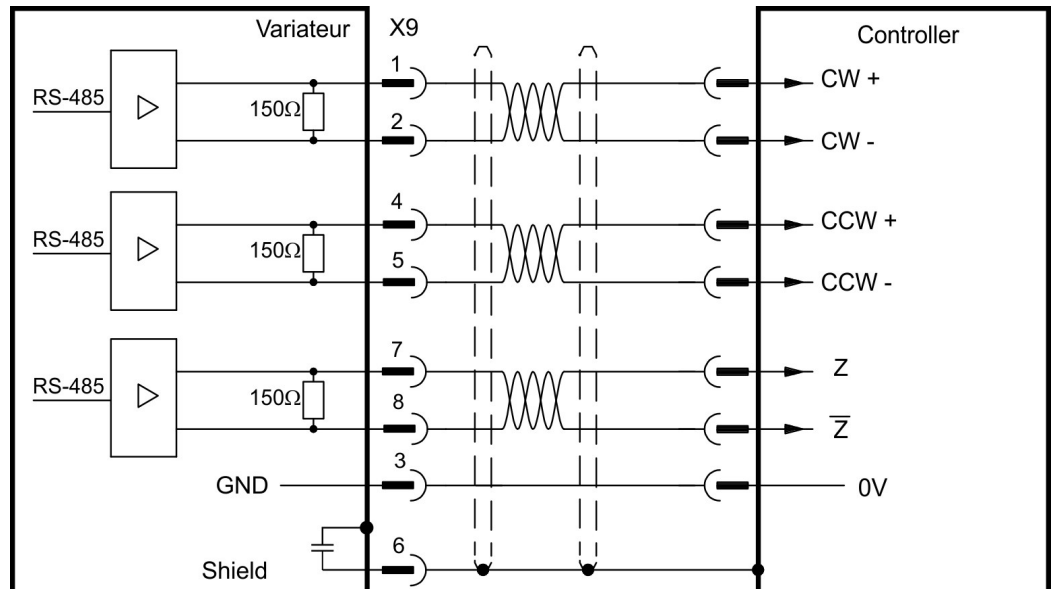 Variateur X9 Controller
1 CW +
RS-485 150Ω
2 CW -
4 CCW +
RS-485 150Ω
5 CCW -
7 Z
RS-485 150Ω
8 Z̅
3
GND 0V
6
Shield